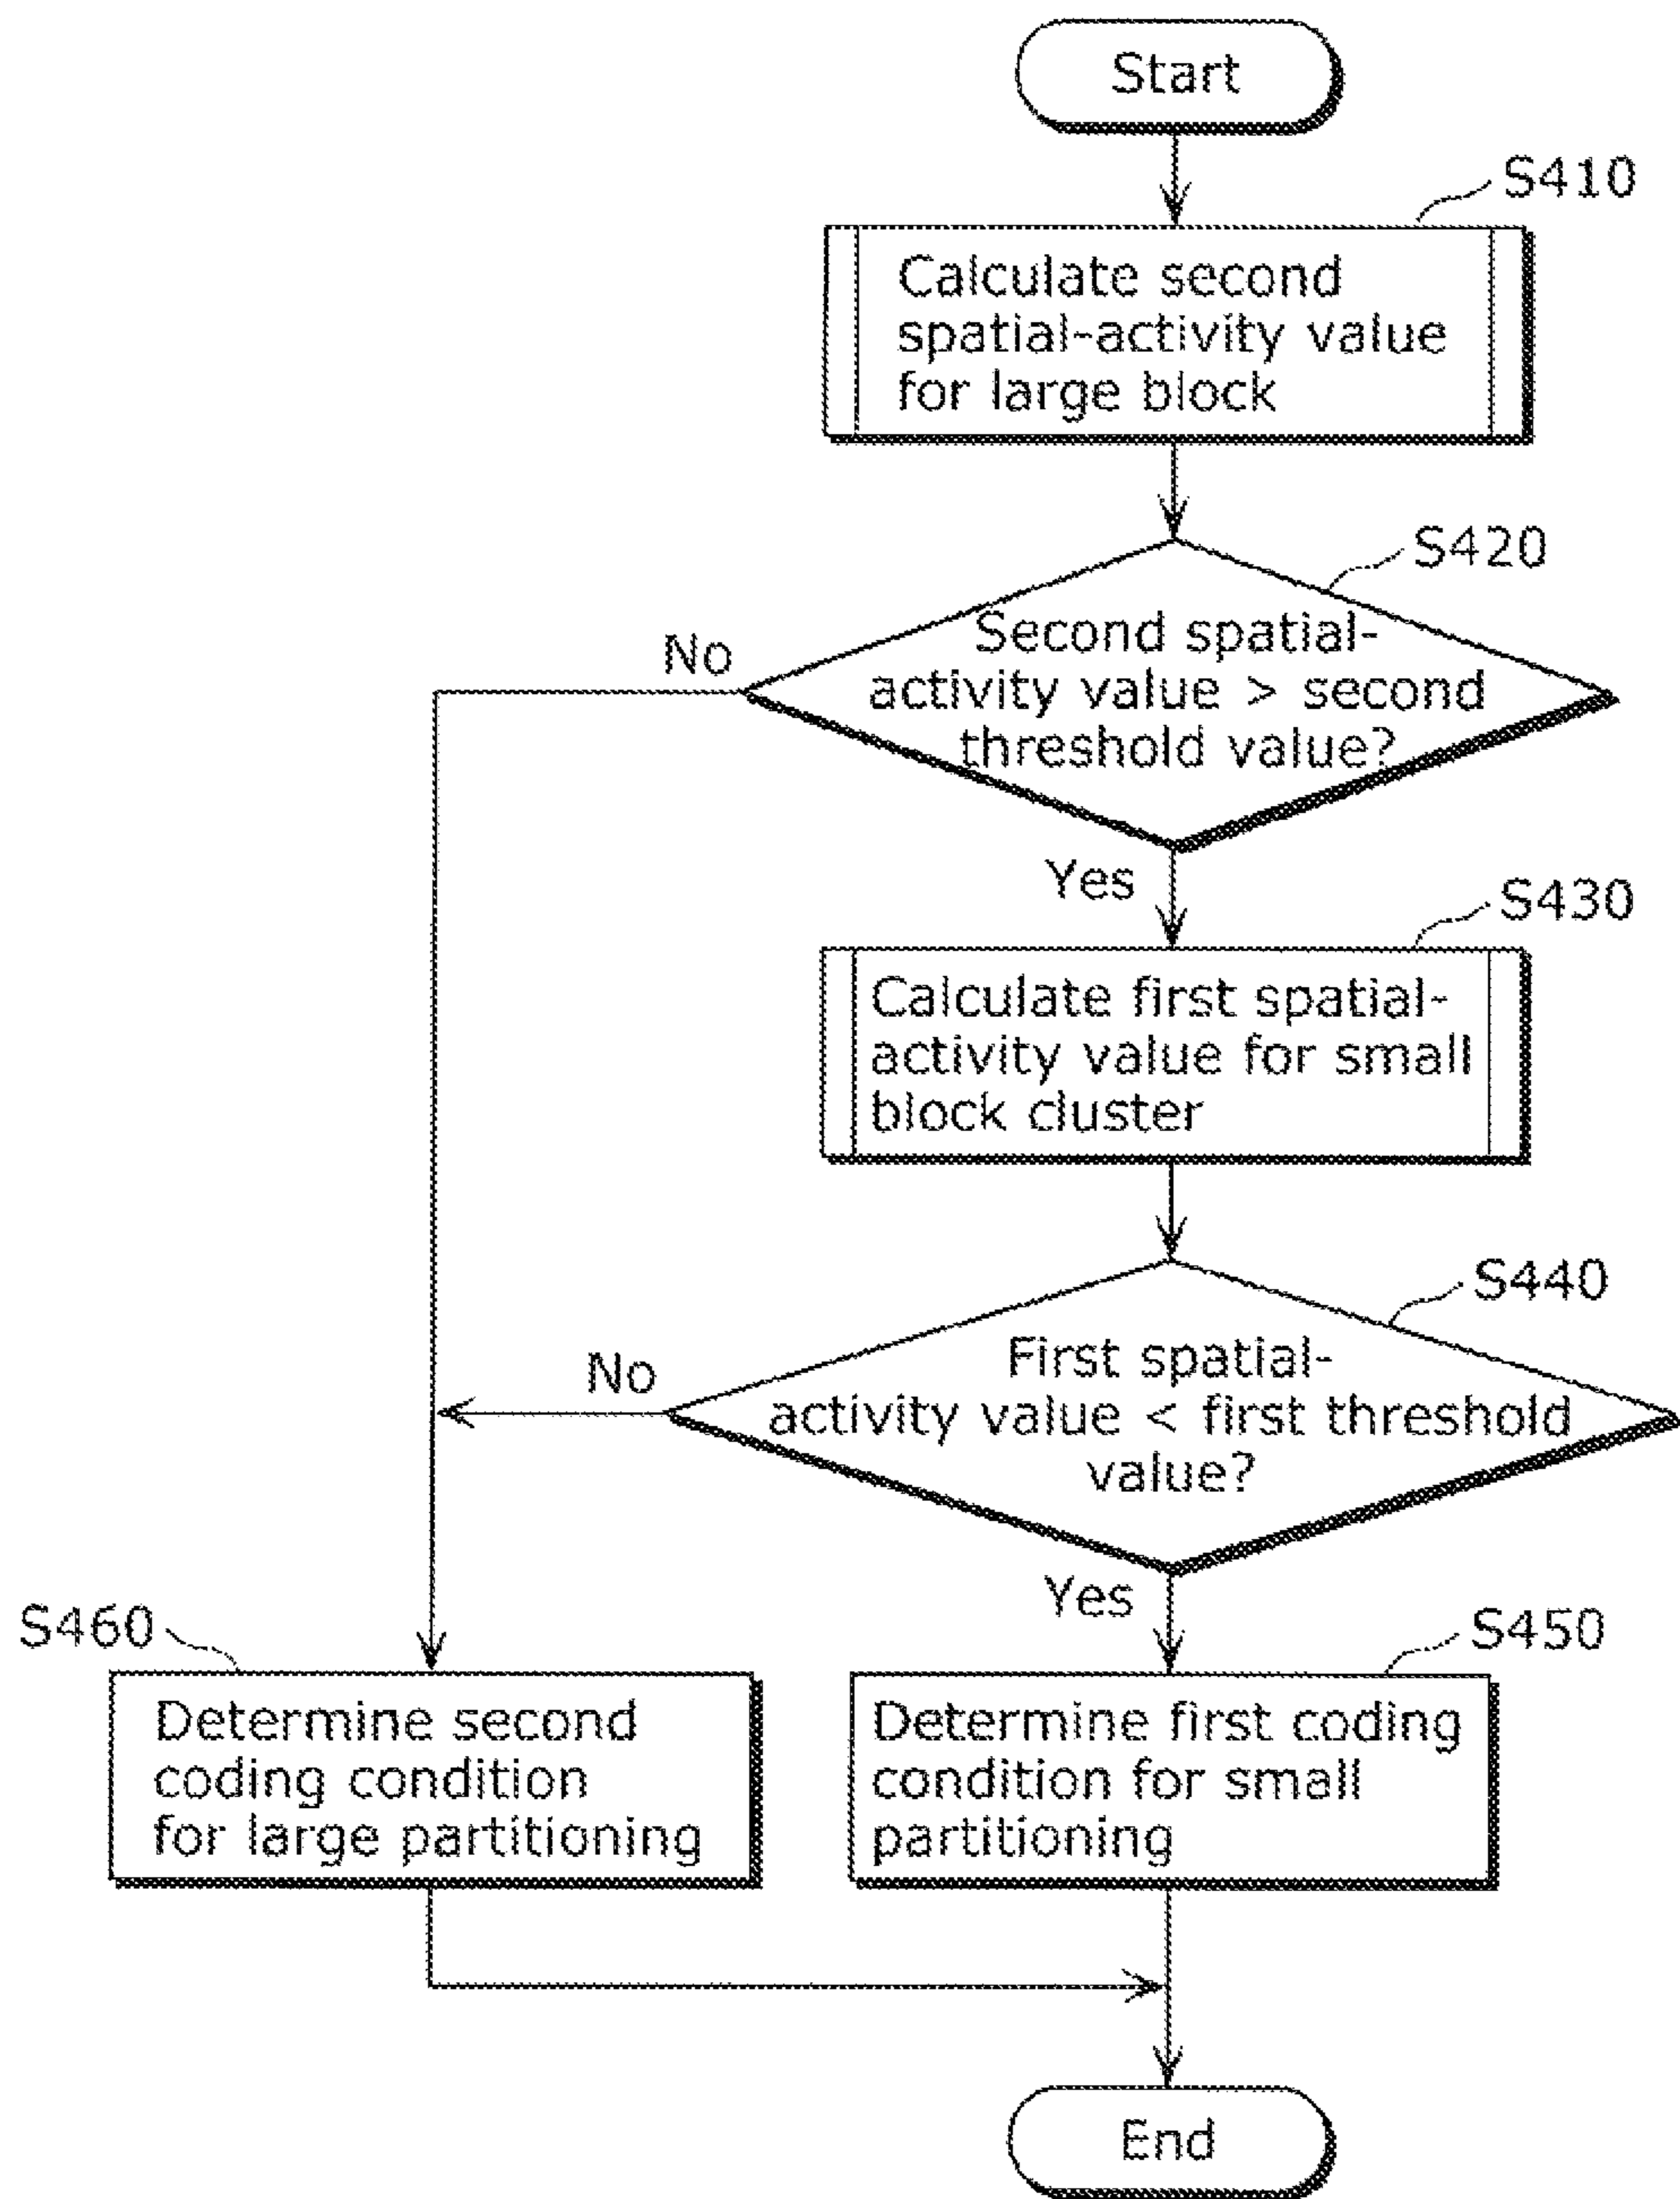 Start
S410
Calculate second
spatial-activity value
for large block
S420
Second spatial-
activity value > second
threshold value?
No
Yes
S430
Calculate first spatial-
activity value for small
block cluster
S440
First spatial-
activity value < first threshold
value?
No
Yes
S460
S450
Determine second
coding condition
for large partitioning
Determine first coding
condition for small
partitioning
End